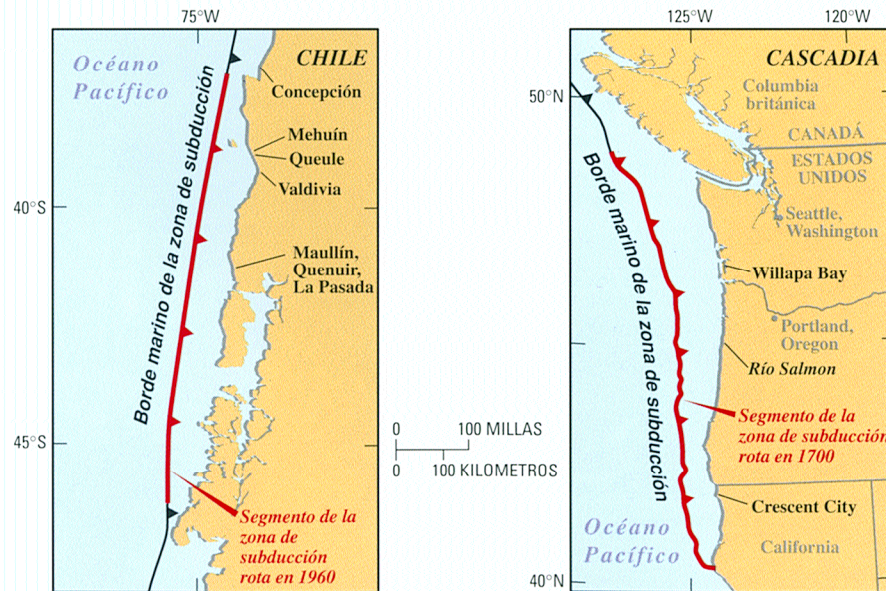 75°W
Océano
Pacífico
CHILE
Concepción
Mehuín
Queule
Valdivia
40°S
Maullín,
Quenuir,
La Pasada
Borde marino de la zona de subducción
45°S
Segmento de la
zona de
subducción
rota en 1960
0 100 MILLAS
0 100 KILOMETROS
125°W 120°W
CASCADIA
50°N
Columbia
británica
CANADÁ
ESTADOS
UNIDOS
Seattle,
Washington
Willapa Bay
Portland,
Oregon
Río Salmon
Borde marino de la zona de subducción
Segmento de la
zona de subducción
rota en 1700
Crescent City
Océano
Pacífico
California
40°N